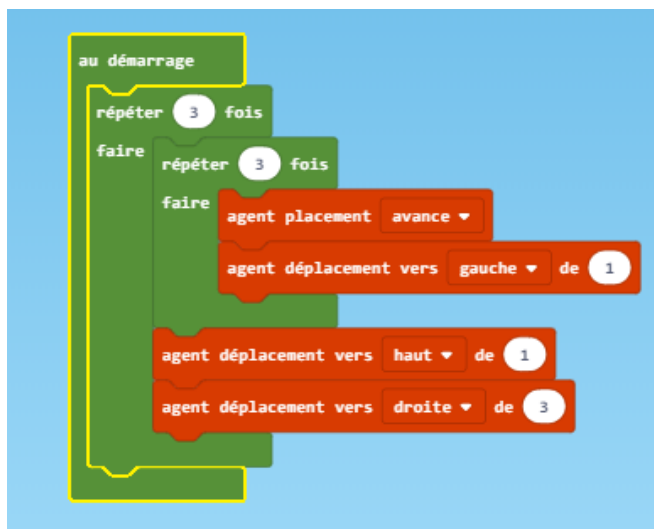 au démarrage
répéter 3 fois
faire
répéter 3 fois
faire
agent placement avance
agent déplacement vers gauche de 1
agent déplacement vers haut de 1
agent déplacement vers droite de 3